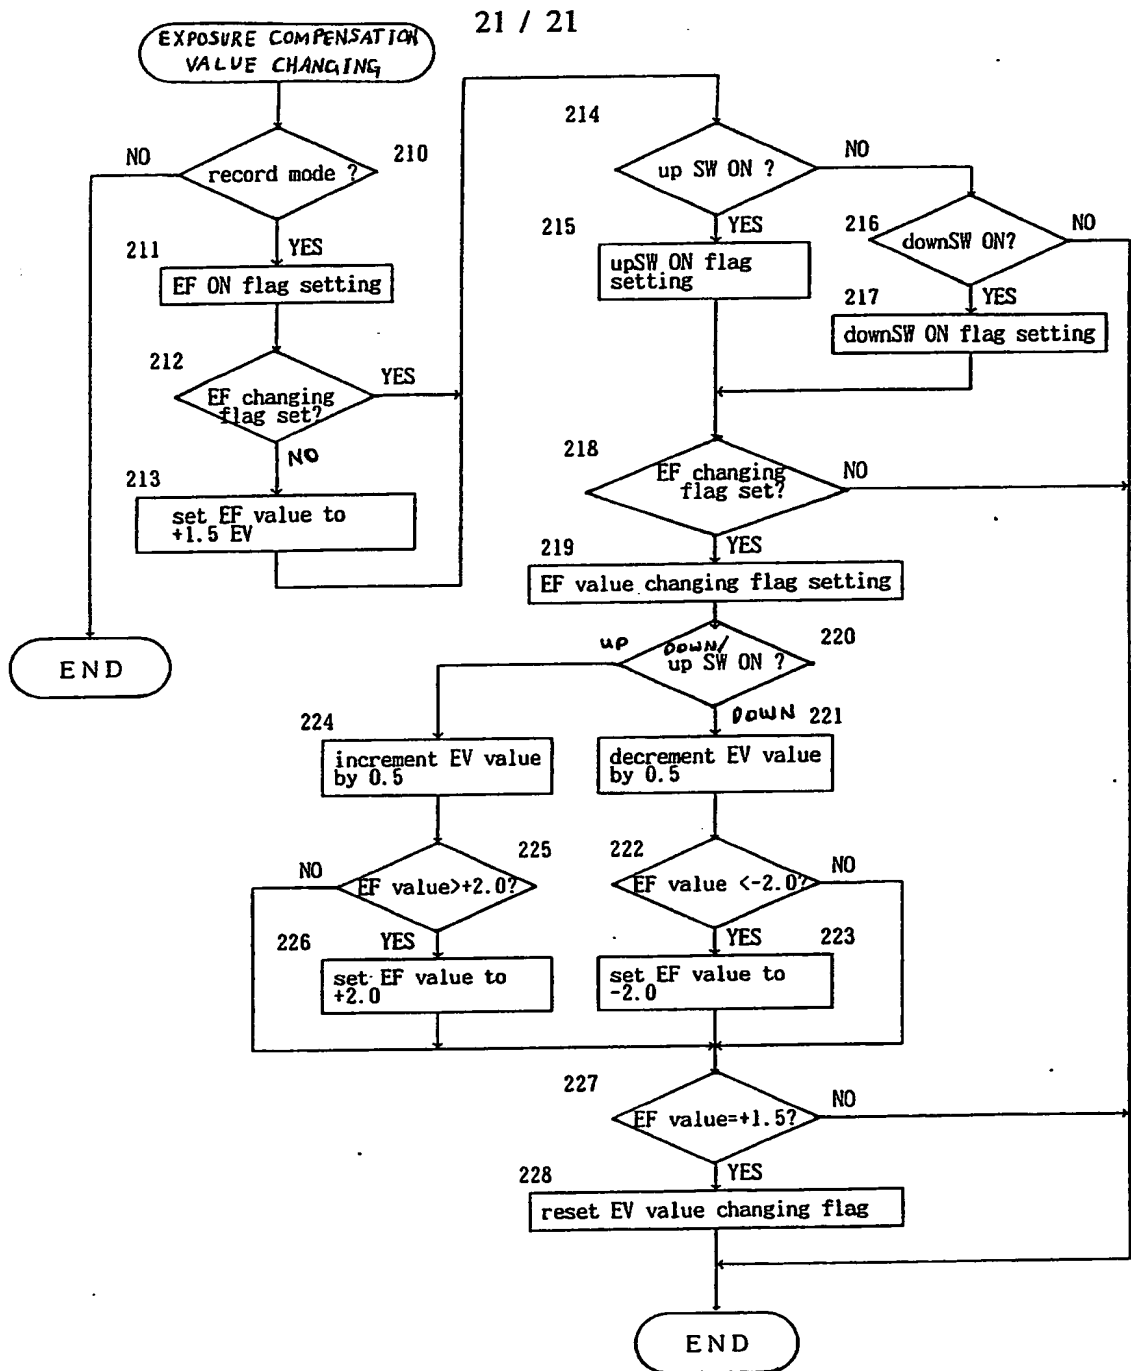 21 / 21
EXPOSURE COMPENSATION
VALUE CHANGING
210
NO
record mode ?
YES
211
EF ON flag setting
212
YES
EF changing
flag set?
NO
213
set EF value to
+1.5 EV
END
214
NO
up SW ON ?
YES
215
upSW ON flag
setting
216
NO
downSW ON?
YES
217
downSW ON flag setting
218
NO
EF changing
flag set?
YES
219
EF value changing flag setting
220
up
DOWN/
up SW ON ?
DOWN
221
224
increment EV value
by 0.5
decrement EV value
by 0.5
225
NO
EF value>+2.0?
YES
226
set EF value to
+2.0
222
NO
EF value <-2.0?
YES
223
set EF value to
-2.0
227
NO
EF value=+1.5?
YES
228
reset EV value changing flag
END